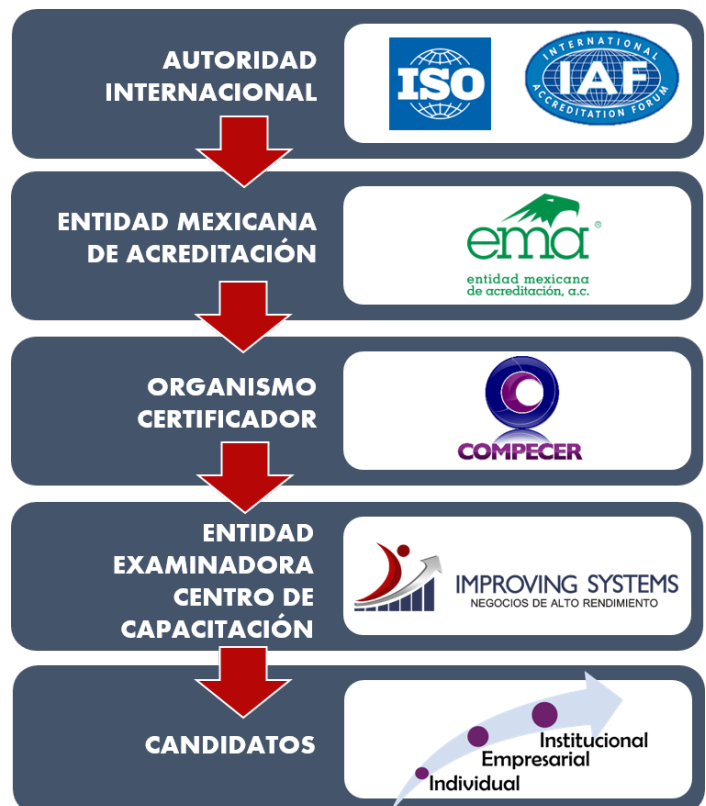 AUTORIDAD
INTERNACIONAL
ISO
INTERNATIONAL
IAF
ACCREDITATION FORUM
ENTIDAD MEXICANA
DE ACREDITACIÓN
ema®
entidad mexicana
de acreditación, a.c.
ORGANISMO
CERTIFICADOR
COMPECER
ENTIDAD
EXAMINADORA
CENTRO DE
CAPACITACIÓN
IMPROVING SYSTEMS
NEGOCIOS DE ALTO RENDIMIENTO
CANDIDATOS
Institucional
Empresarial
Individual